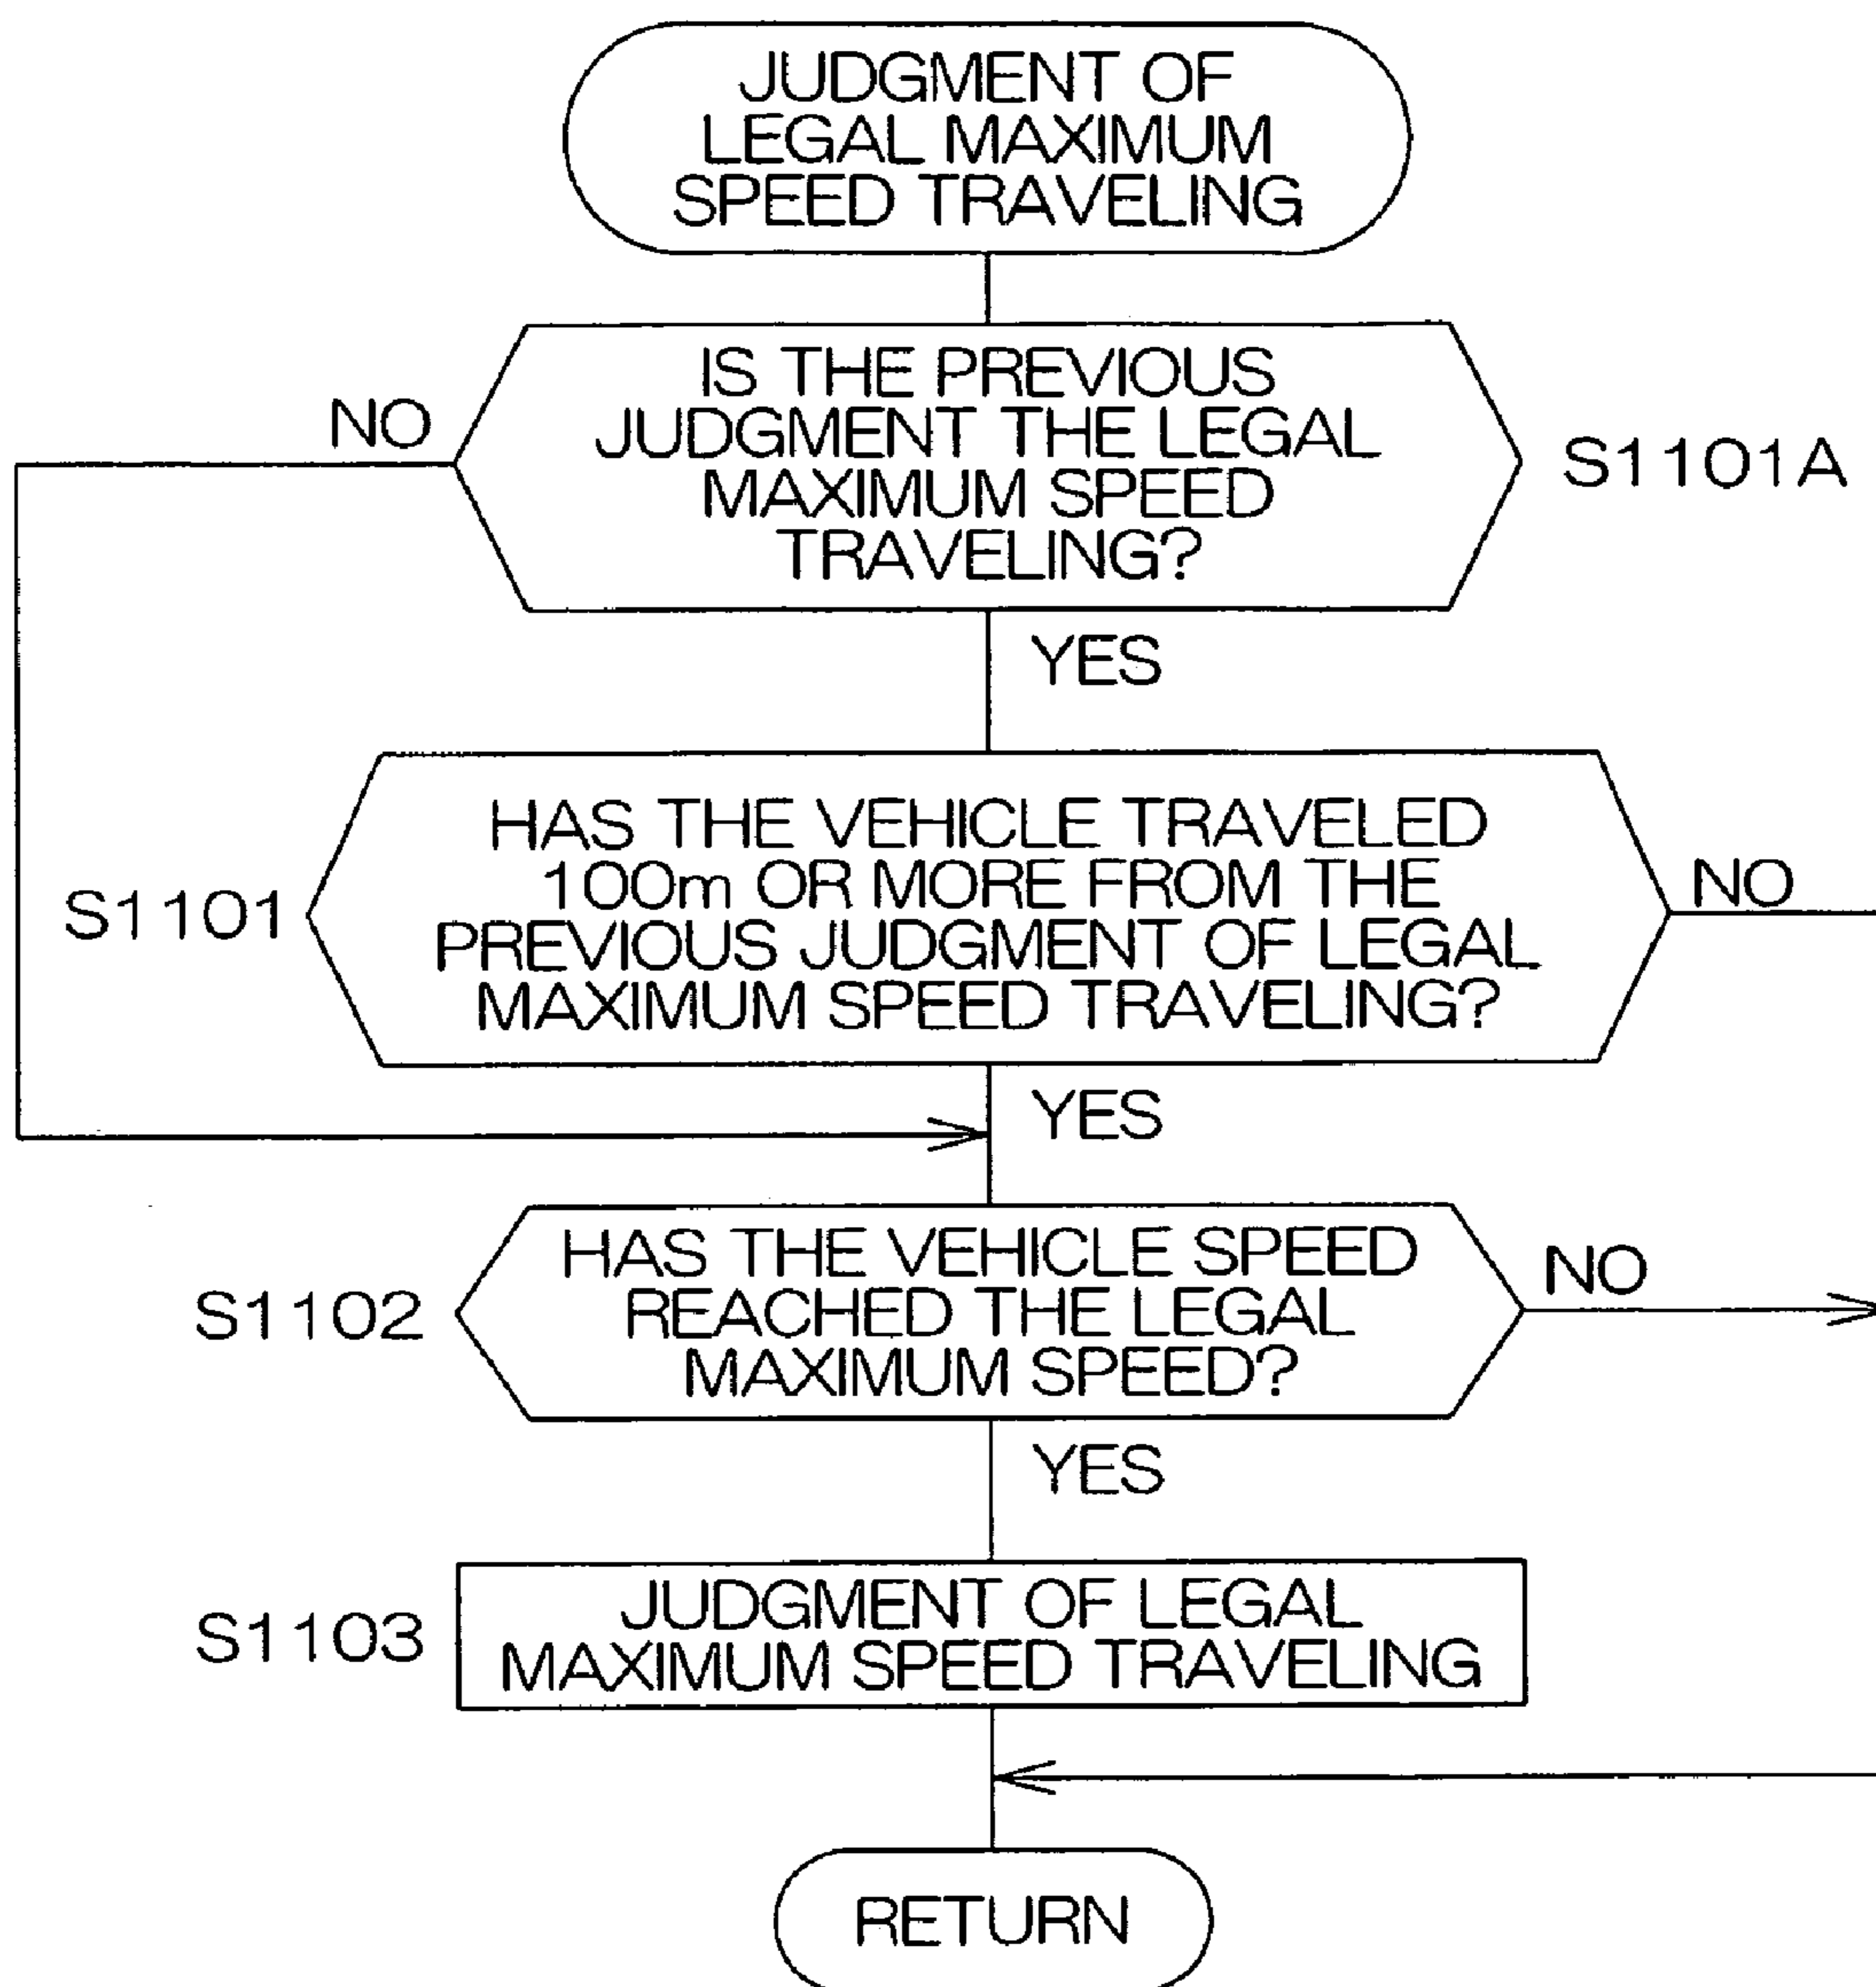 JUDGMENT OF
LEGAL MAXIMUM
SPEED TRAVELING
IS THE PREVIOUS
JUDGMENT THE LEGAL
MAXIMUM SPEED
TRAVELING?
NO
S1101A
YES
HAS THE VEHICLE TRAVELED
100m OR MORE FROM THE
PREVIOUS JUDGMENT OF LEGAL
MAXIMUM SPEED TRAVELING?
S1101
NO
YES
HAS THE VEHICLE SPEED
REACHED THE LEGAL
MAXIMUM SPEED?
S1102
NO
YES
S1103
JUDGMENT OF LEGAL
MAXIMUM SPEED TRAVELING
RETURN